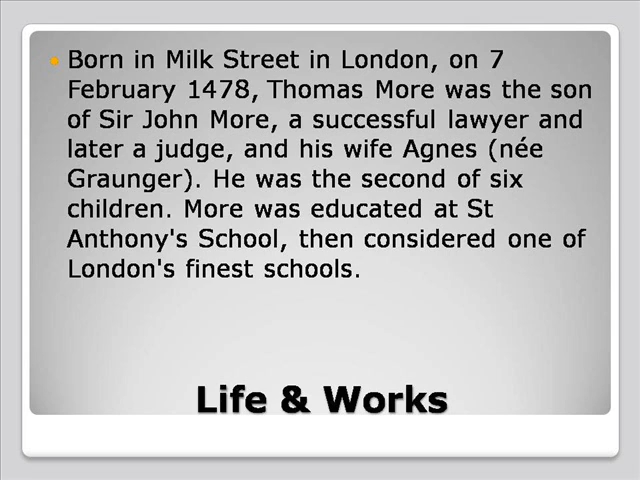 Born in Milk Street in London, on 7
February 1478, Thomas More was the son
of Sir John More, a successful lawyer and
later a judge, and his wife Agnes (née
Graunger). He was the second of six
children. More was educated at St
Anthony's School, then considered one of
London's finest schools.
Life & Works